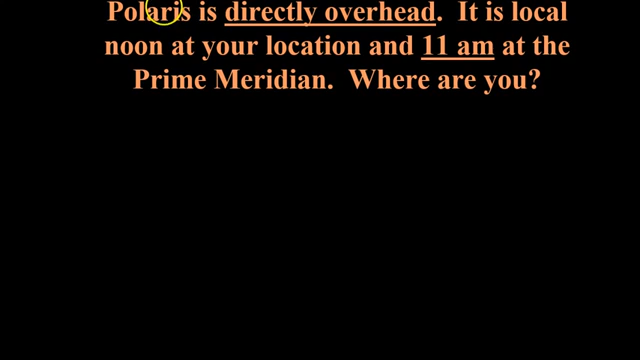 Polaris is directly overhead. It is local
noon at your location and 11 am at the
Prime Meridian. Where are you?